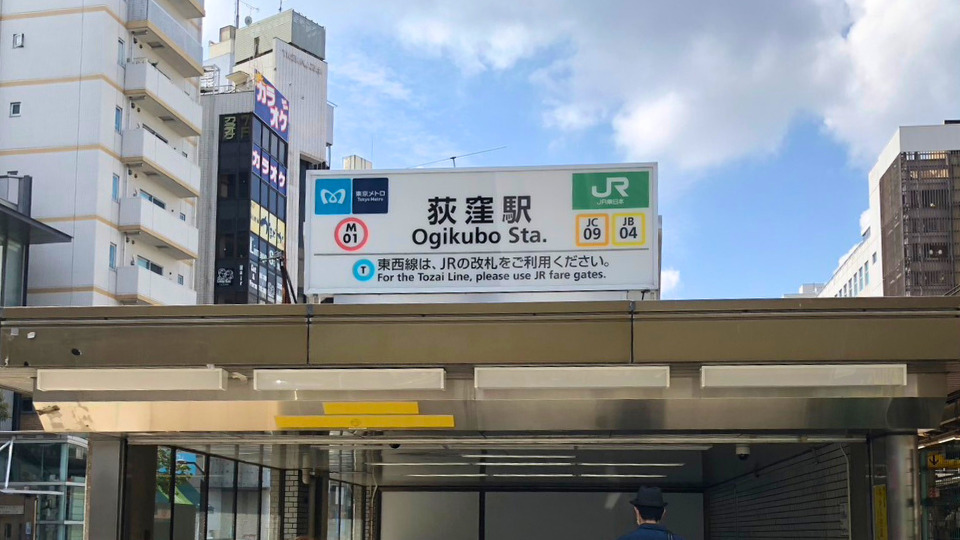 カラオケ
カラオケ
東京メトロ
Tokyo Metro
荻窪駅
Ogikubo Sta.
M
01
JR
JR東日本
JC
09
JB
04
T
東西線は、JRの改札をご利用ください。
For the Tozai Line, please use JR fare gates.